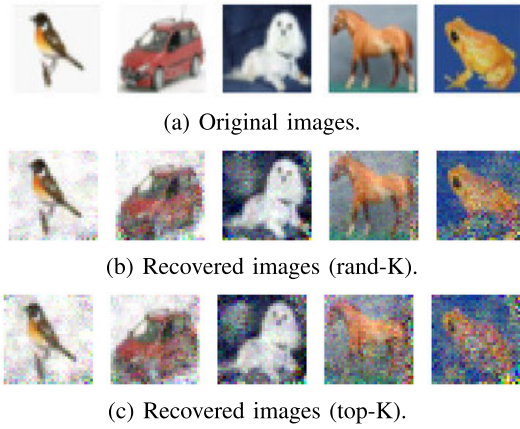 (a) Original images.
(b) Recovered images (rand-K).
(c) Recovered images (top-K).